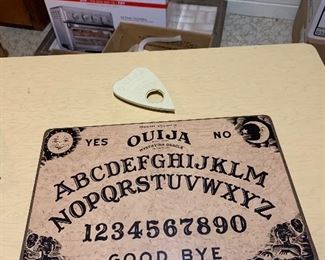 OUIJA
YES NO
MYSTIFYING ORACLE
ABCDEFGHIJKLM
NOPQRSTUVWXYZ
1234567890
GOOD BYE